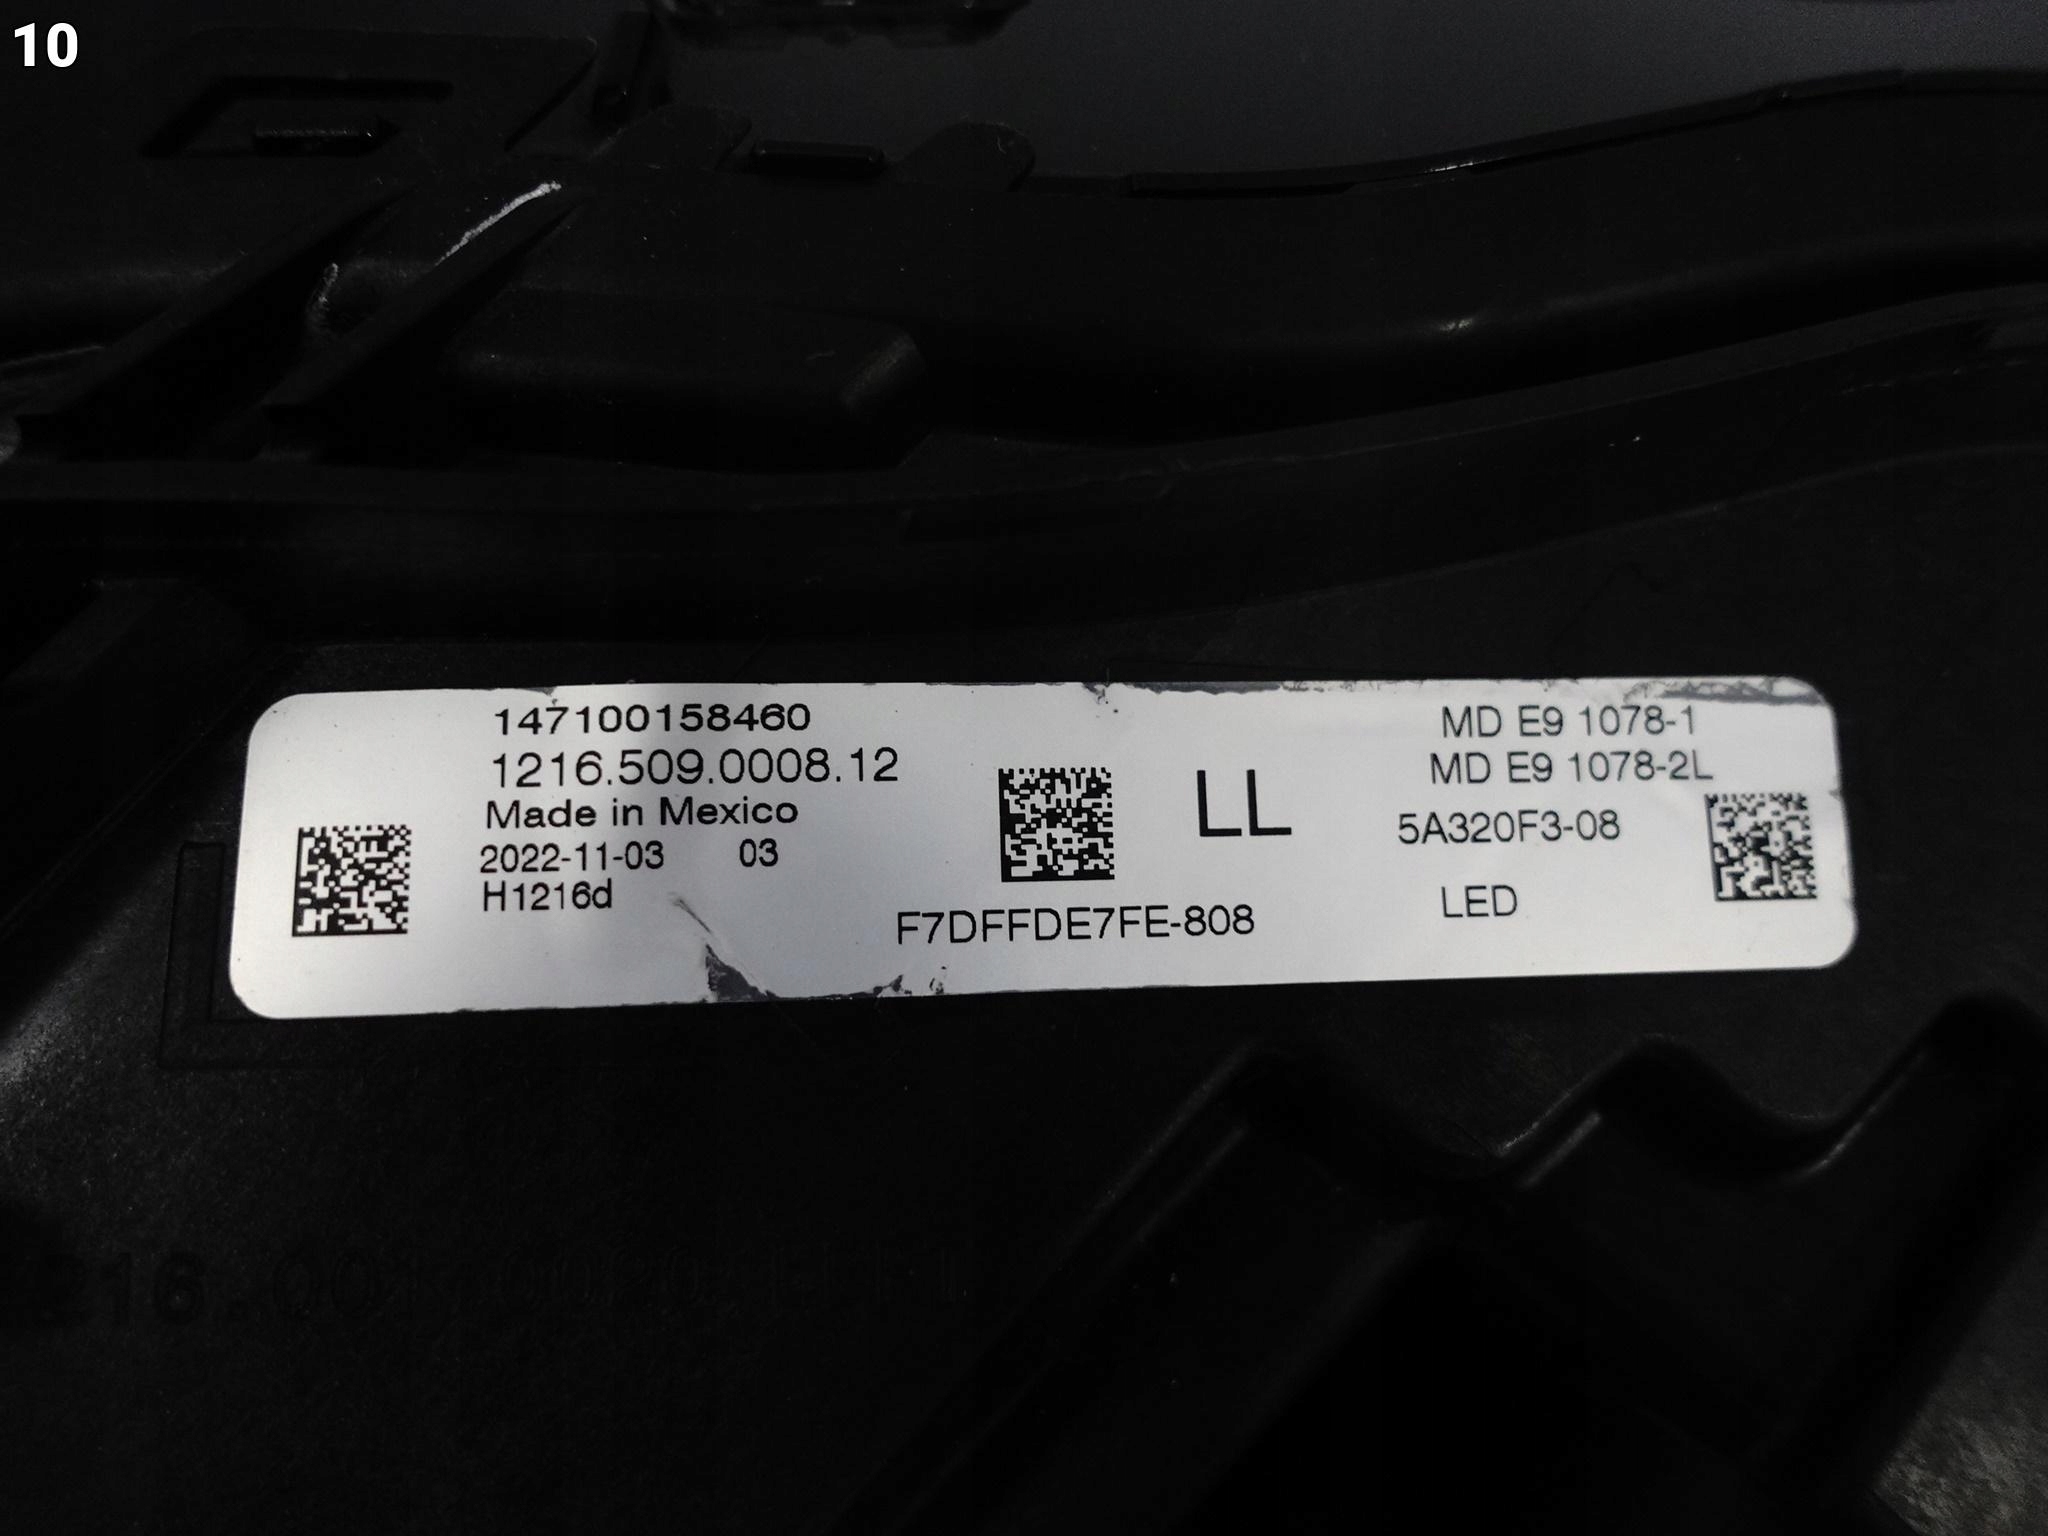 10
147100158460
1216.509.0008.12
Made in Mexico
2022-11-03 03
H1216d
LL
F7DFFDE7FE-808
MD E9 1078-1
MD E9 1078-2L
5A320F3-08
LED